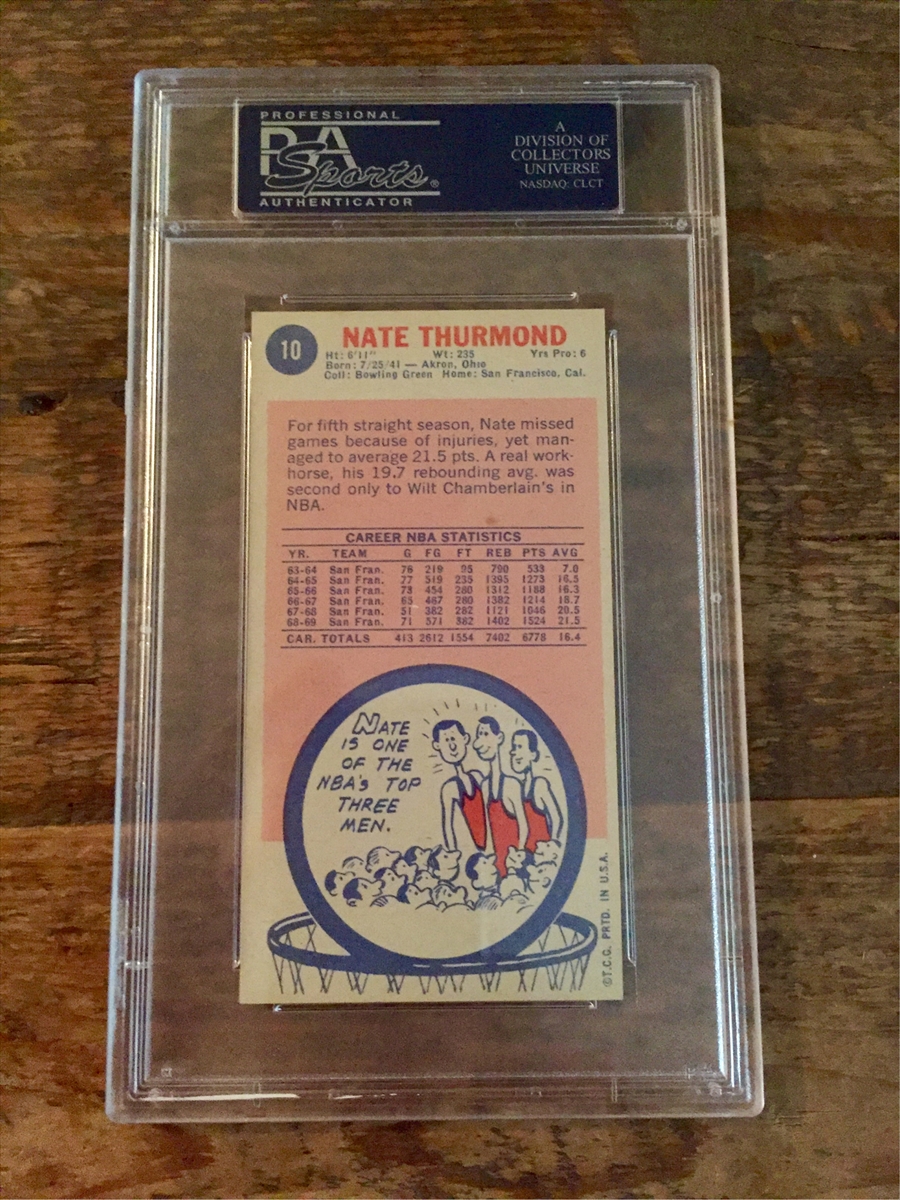 PROFESSIONAL
PSA
Sports®
AUTHENTICATOR
A
DIVISION OF
COLLECTORS
UNIVERSE
NASDAQ: CLCT
10
NATE THURMOND
Ht: 6'11" Wt: 235 Yrs Pro: 6
Born: 7/25/41 — Akron, Ohio
Coll: Bowling Green Home: San Francisco, Cal.
For fifth straight season, Nate missed
games because of injuries, yet man-
aged to average 21.5 pts. A real work-
horse, his 19.7 rebounding avg. was
second only to Wilt Chamberlain's in
NBA.
CAREER NBA STATISTICS
YR. TEAM G FG FT REB PTS AVG
63-64 San Fran. 76 219 95 790 533 7.0
64-65 San Fran. 77 519 235 1395 1273 16.5
65-66 San Fran. 73 454 280 1312 1188 16.3
66-67 San Fran. 65 467 280 1382 1214 18.7
67-68 San Fran. 51 382 282 1121 1046 20.5
68-69 San Fran. 71 571 382 1402 1524 21.5
CAR. TOTALS 413 2612 1554 7402 6778 16.4
NATE
IS ONE
OF THE
NBA's TOP
THREE
MEN.
©T.C.G. PRTD. IN U.S.A.